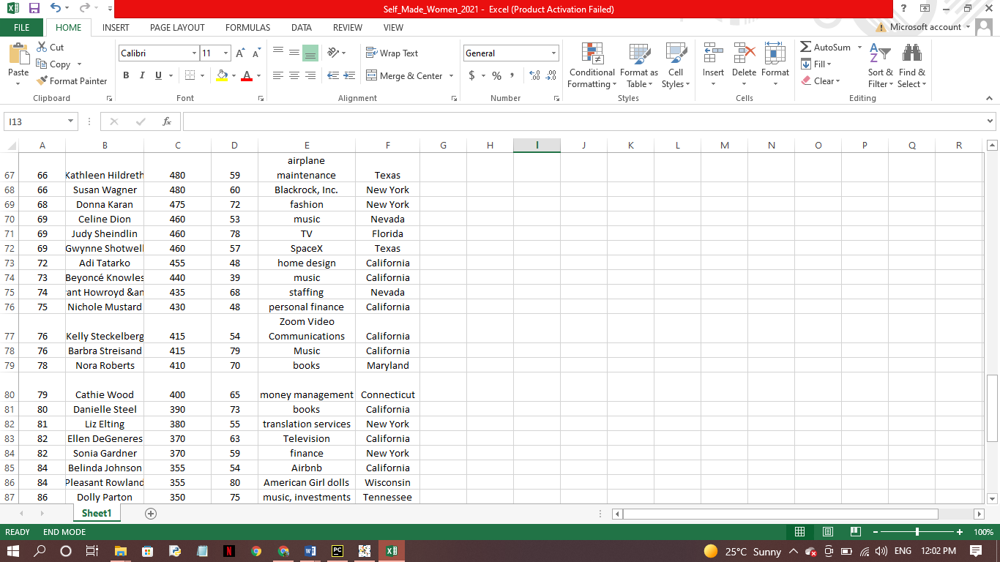 Self_Made_Women_2021 - Excel (Product Activation Failed)
FILE HOME INSERT PAGE LAYOUT FORMULAS DATA REVIEW VIEW Microsoft account
Cut
Copy
Format Painter
Paste
Clipboard
Calibri 11
B I U
Font
Wrap Text
Merge & Center
Alignment
General
$ % ,
Number
Conditional Formatting
Format as Table
Cell Styles
Styles
Insert Delete Format
Cells
AutoSum
Fill
Clear
Sort & Filter
Find & Select
Editing
I13 fx
A B C D E F G H I J K L M N O P Q R
airplane
67 66 Kathleen Hildreth 480 59 maintenance Texas
68 66 Susan Wagner 480 60 Blackrock, Inc. New York
69 68 Donna Karan 475 72 fashion New York
70 69 Celine Dion 460 53 music Nevada
71 69 Judy Sheindlin 460 78 TV Florida
72 69 Gwynne Shotwell 460 57 SpaceX Texas
73 72 Adi Tatarko 455 48 home design California
74 73 Beyoncé Knowles 440 39 music California
75 74 ant Howroyd &an 435 68 staffing Nevada
76 75 Nichole Mustard 430 48 personal finance California
Zoom Video
77 76 Kelly Steckelberg 415 54 Communications California
78 76 Barbra Streisand 415 79 Music California
79 78 Nora Roberts 410 70 books Maryland
80 79 Cathie Wood 400 65 money management Connecticut
81 80 Danielle Steel 390 73 books California
82 81 Liz Elting 380 55 translation services New York
83 82 Ellen DeGeneres 370 63 Television California
84 82 Sonia Gardner 370 59 finance New York
85 84 Belinda Johnson 355 54 Airbnb California
86 84 Pleasant Rowland 355 80 American Girl dolls Wisconsin
87 86 Dolly Parton 350 75 music, investments Tennessee
Sheet1
READY END MODE 100%
25°C Sunny ENG 12:02 PM